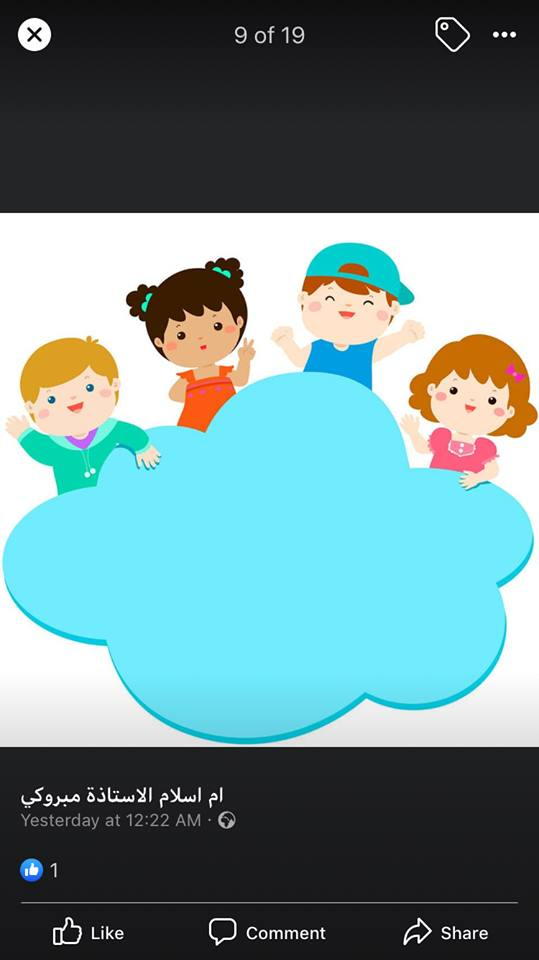 9 of 19
ام اسلام الاستاذة مبروكي
Yesterday at 12:22 AM ·
1
Like
Comment
Share